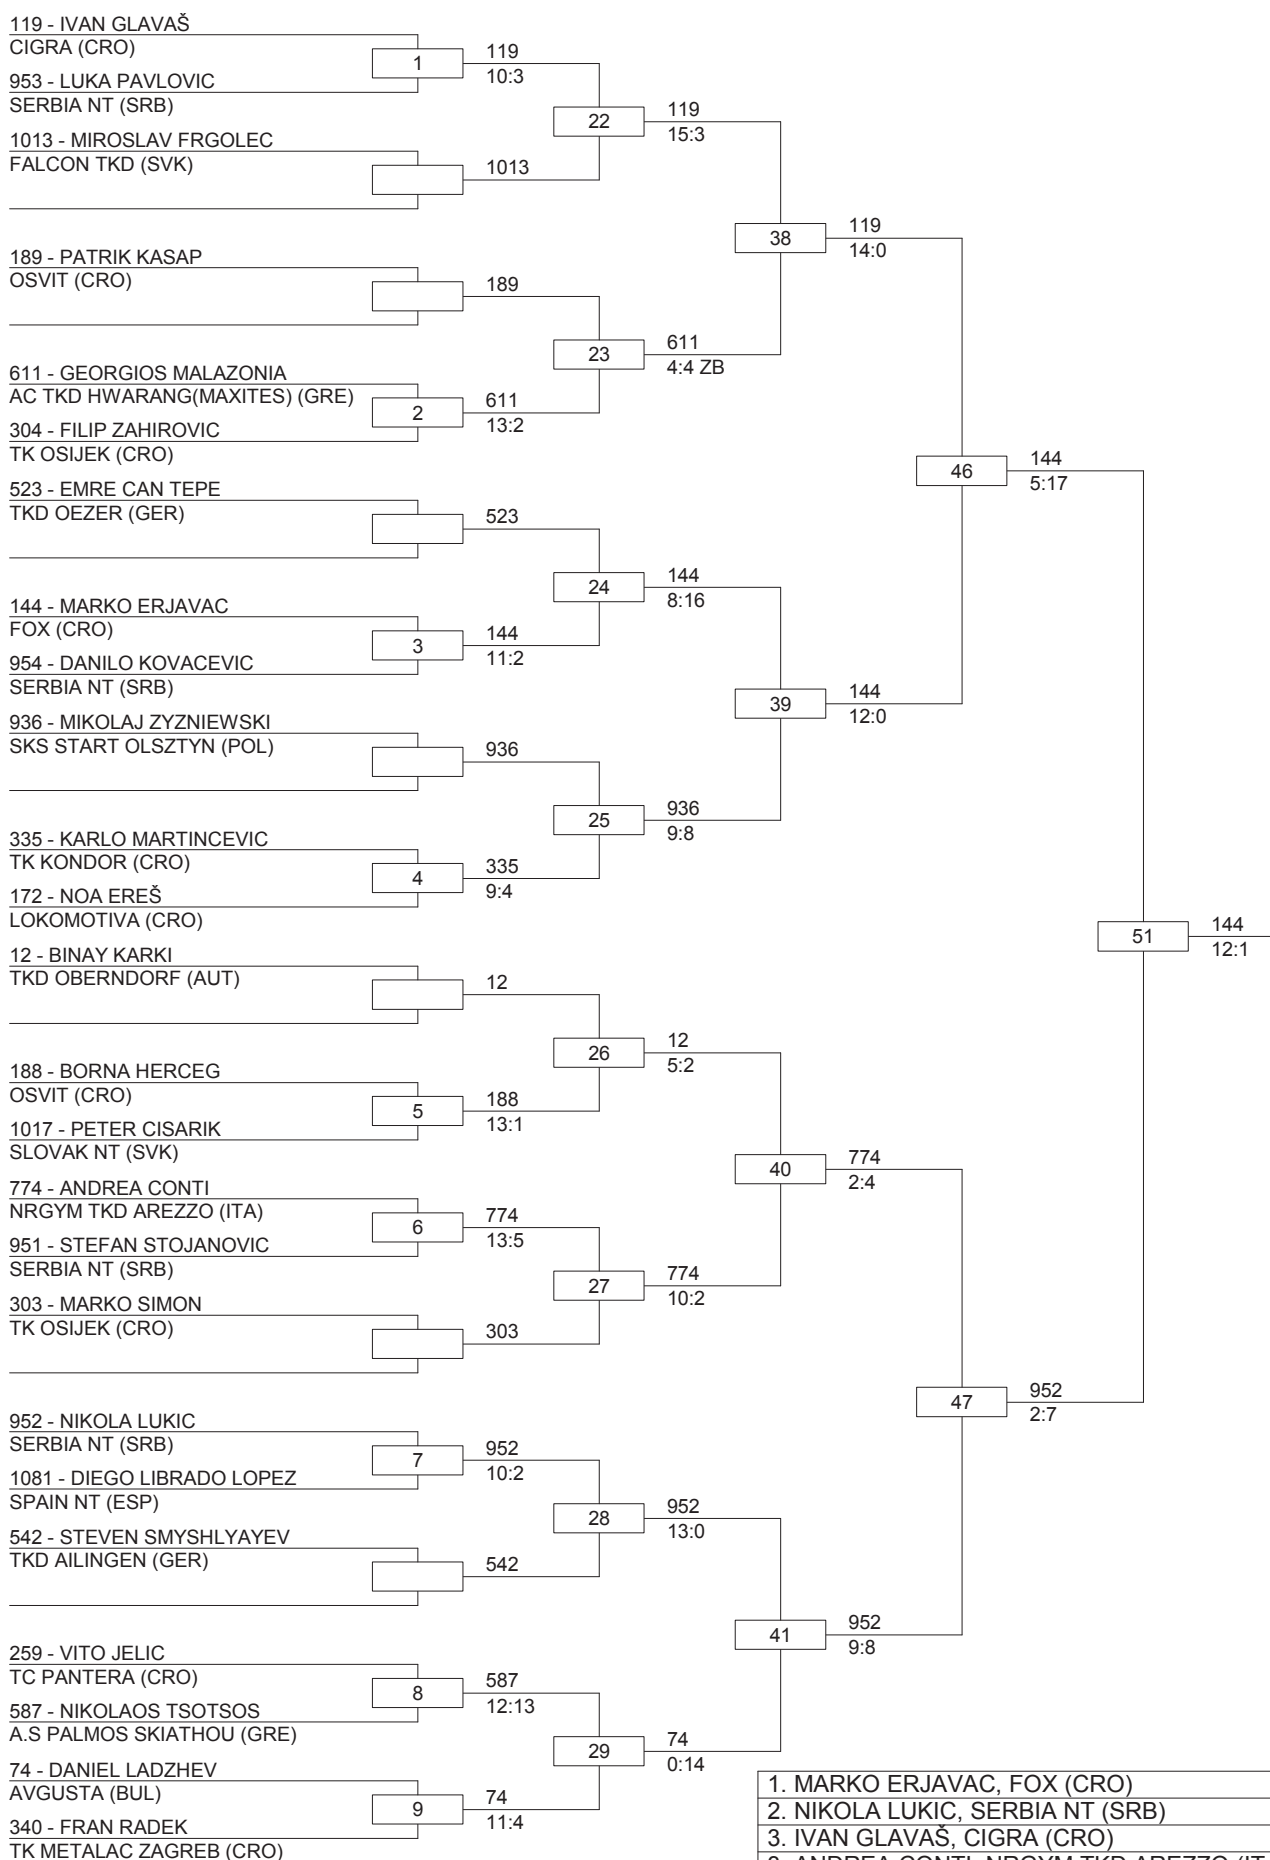 119 - IVAN GLAVAŠ
CIGRA (CRO)
1
119
10:3
953 - LUKA PAVLOVIC
SERBIA NT (SRB)
22
119
15:3
1013 - MIROSLAV FRGOLEC
FALCON TKD (SVK)
1013
38
119
14:0
189 - PATRIK KASAP
OSVIT (CRO)
189
23
611
4:4 ZB
611 - GEORGIOS MALAZONIA
AC TKD HWARANG(MAXITES) (GRE)
2
611
13:2
304 - FILIP ZAHIROVIC
TK OSIJEK (CRO)
46
144
5:17
523 - EMRE CAN TEPE
TKD OEZER (GER)
523
24
144
8:16
144 - MARKO ERJAVAC
FOX (CRO)
3
144
11:2
954 - DANILO KOVACEVIC
SERBIA NT (SRB)
39
144
12:0
936 - MIKOLAJ ZYZNIEWSKI
SKS START OLSZTYN (POL)
936
25
936
9:8
335 - KARLO MARTINCEVIC
TK KONDOR (CRO)
4
335
9:4
172 - NOA EREŠ
LOKOMOTIVA (CRO)
51
144
12:1
12 - BINAY KARKI
TKD OBERNDORF (AUT)
12
26
12
5:2
188 - BORNA HERCEG
OSVIT (CRO)
5
188
13:1
1017 - PETER CISARIK
SLOVAK NT (SVK)
40
774
2:4
774 - ANDREA CONTI
NRGYM TKD AREZZO (ITA)
6
774
13:5
951 - STEFAN STOJANOVIC
SERBIA NT (SRB)
27
774
10:2
303 - MARKO SIMON
TK OSIJEK (CRO)
303
47
952
2:7
952 - NIKOLA LUKIC
SERBIA NT (SRB)
7
952
10:2
1081 - DIEGO LIBRADO LOPEZ
SPAIN NT (ESP)
28
952
13:0
542 - STEVEN SMYSHLYAYEV
TKD AILINGEN (GER)
542
41
952
9:8
259 - VITO JELIC
TC PANTERA (CRO)
8
587
12:13
587 - NIKOLAOS TSOTSOS
A.S PALMOS SKIATHOU (GRE)
29
74
0:14
74 - DANIEL LADZHEV
AVGUSTA (BUL)
9
74
11:4
340 - FRAN RADEK
TK METALAC ZAGREB (CRO)
1. MARKO ERJAVAC, FOX (CRO)
2. NIKOLA LUKIC, SERBIA NT (SRB)
3. IVAN GLAVAŠ, CIGRA (CRO)
3. ANDREA CONTI, NRGYM TKD AREZZO (IT